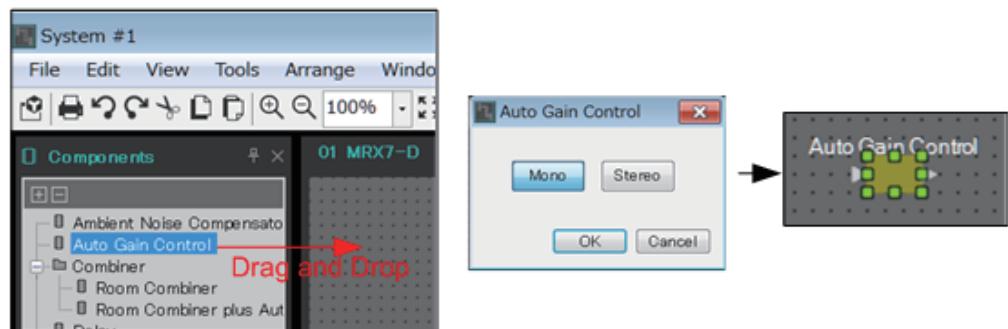 System #1
File Edit View Tools Arrange Windo
100%
Components
01 MRX7-D
Ambient Noise Compensato
Auto Gain Control
Drag and Drop
Combiner
Room Combiner
Room Combiner plus Aut
Auto Gain Control
Mono Stereo
OK Cancel
Auto Gain Control